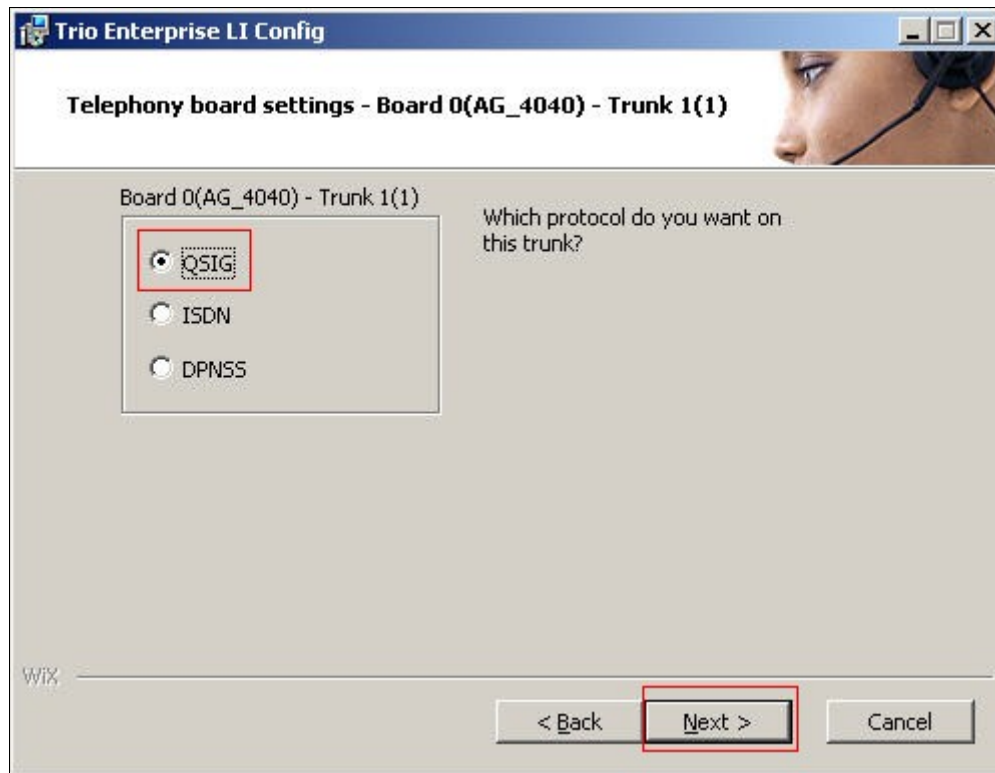 Trio Enterprise LI Config
Telephony board settings - Board 0(AG_4040) - Trunk 1(1)
Board 0(AG_4040) - Trunk 1(1)
QSIG
ISDN
DPNSS
Which protocol do you want on
this trunk?
WiX
< Back
Next >
Cancel